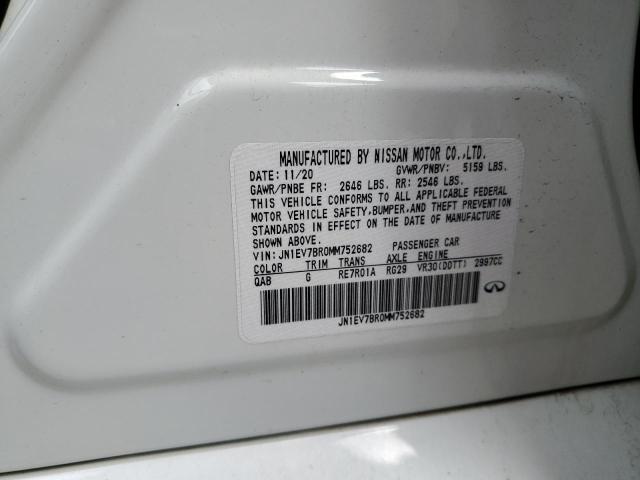 MANUFACTURED BY NISSAN MOTOR CO.,LTD.
DATE: 11/20 GVWR/PNBV: 5159 LBS.
GAWR/PNBE FR: 2646 LBS. RR: 2546 LBS.
THIS VEHICLE CONFORMS TO ALL APPLICABLE FEDERAL
MOTOR VEHICLE SAFETY,BUMPER,AND THEFT PREVENTION
STANDARDS IN EFFECT ON THE DATE OF MANUFACTURE
SHOWN ABOVE.
VIN:JN1EV7BR0MM752682 PASSENGER CAR
COLOR TRIM TRANS AXLE ENGINE
QAB G RE7R01A RG29 VR30(DDTT) 2997CC
JN1EV7BR0MM752682